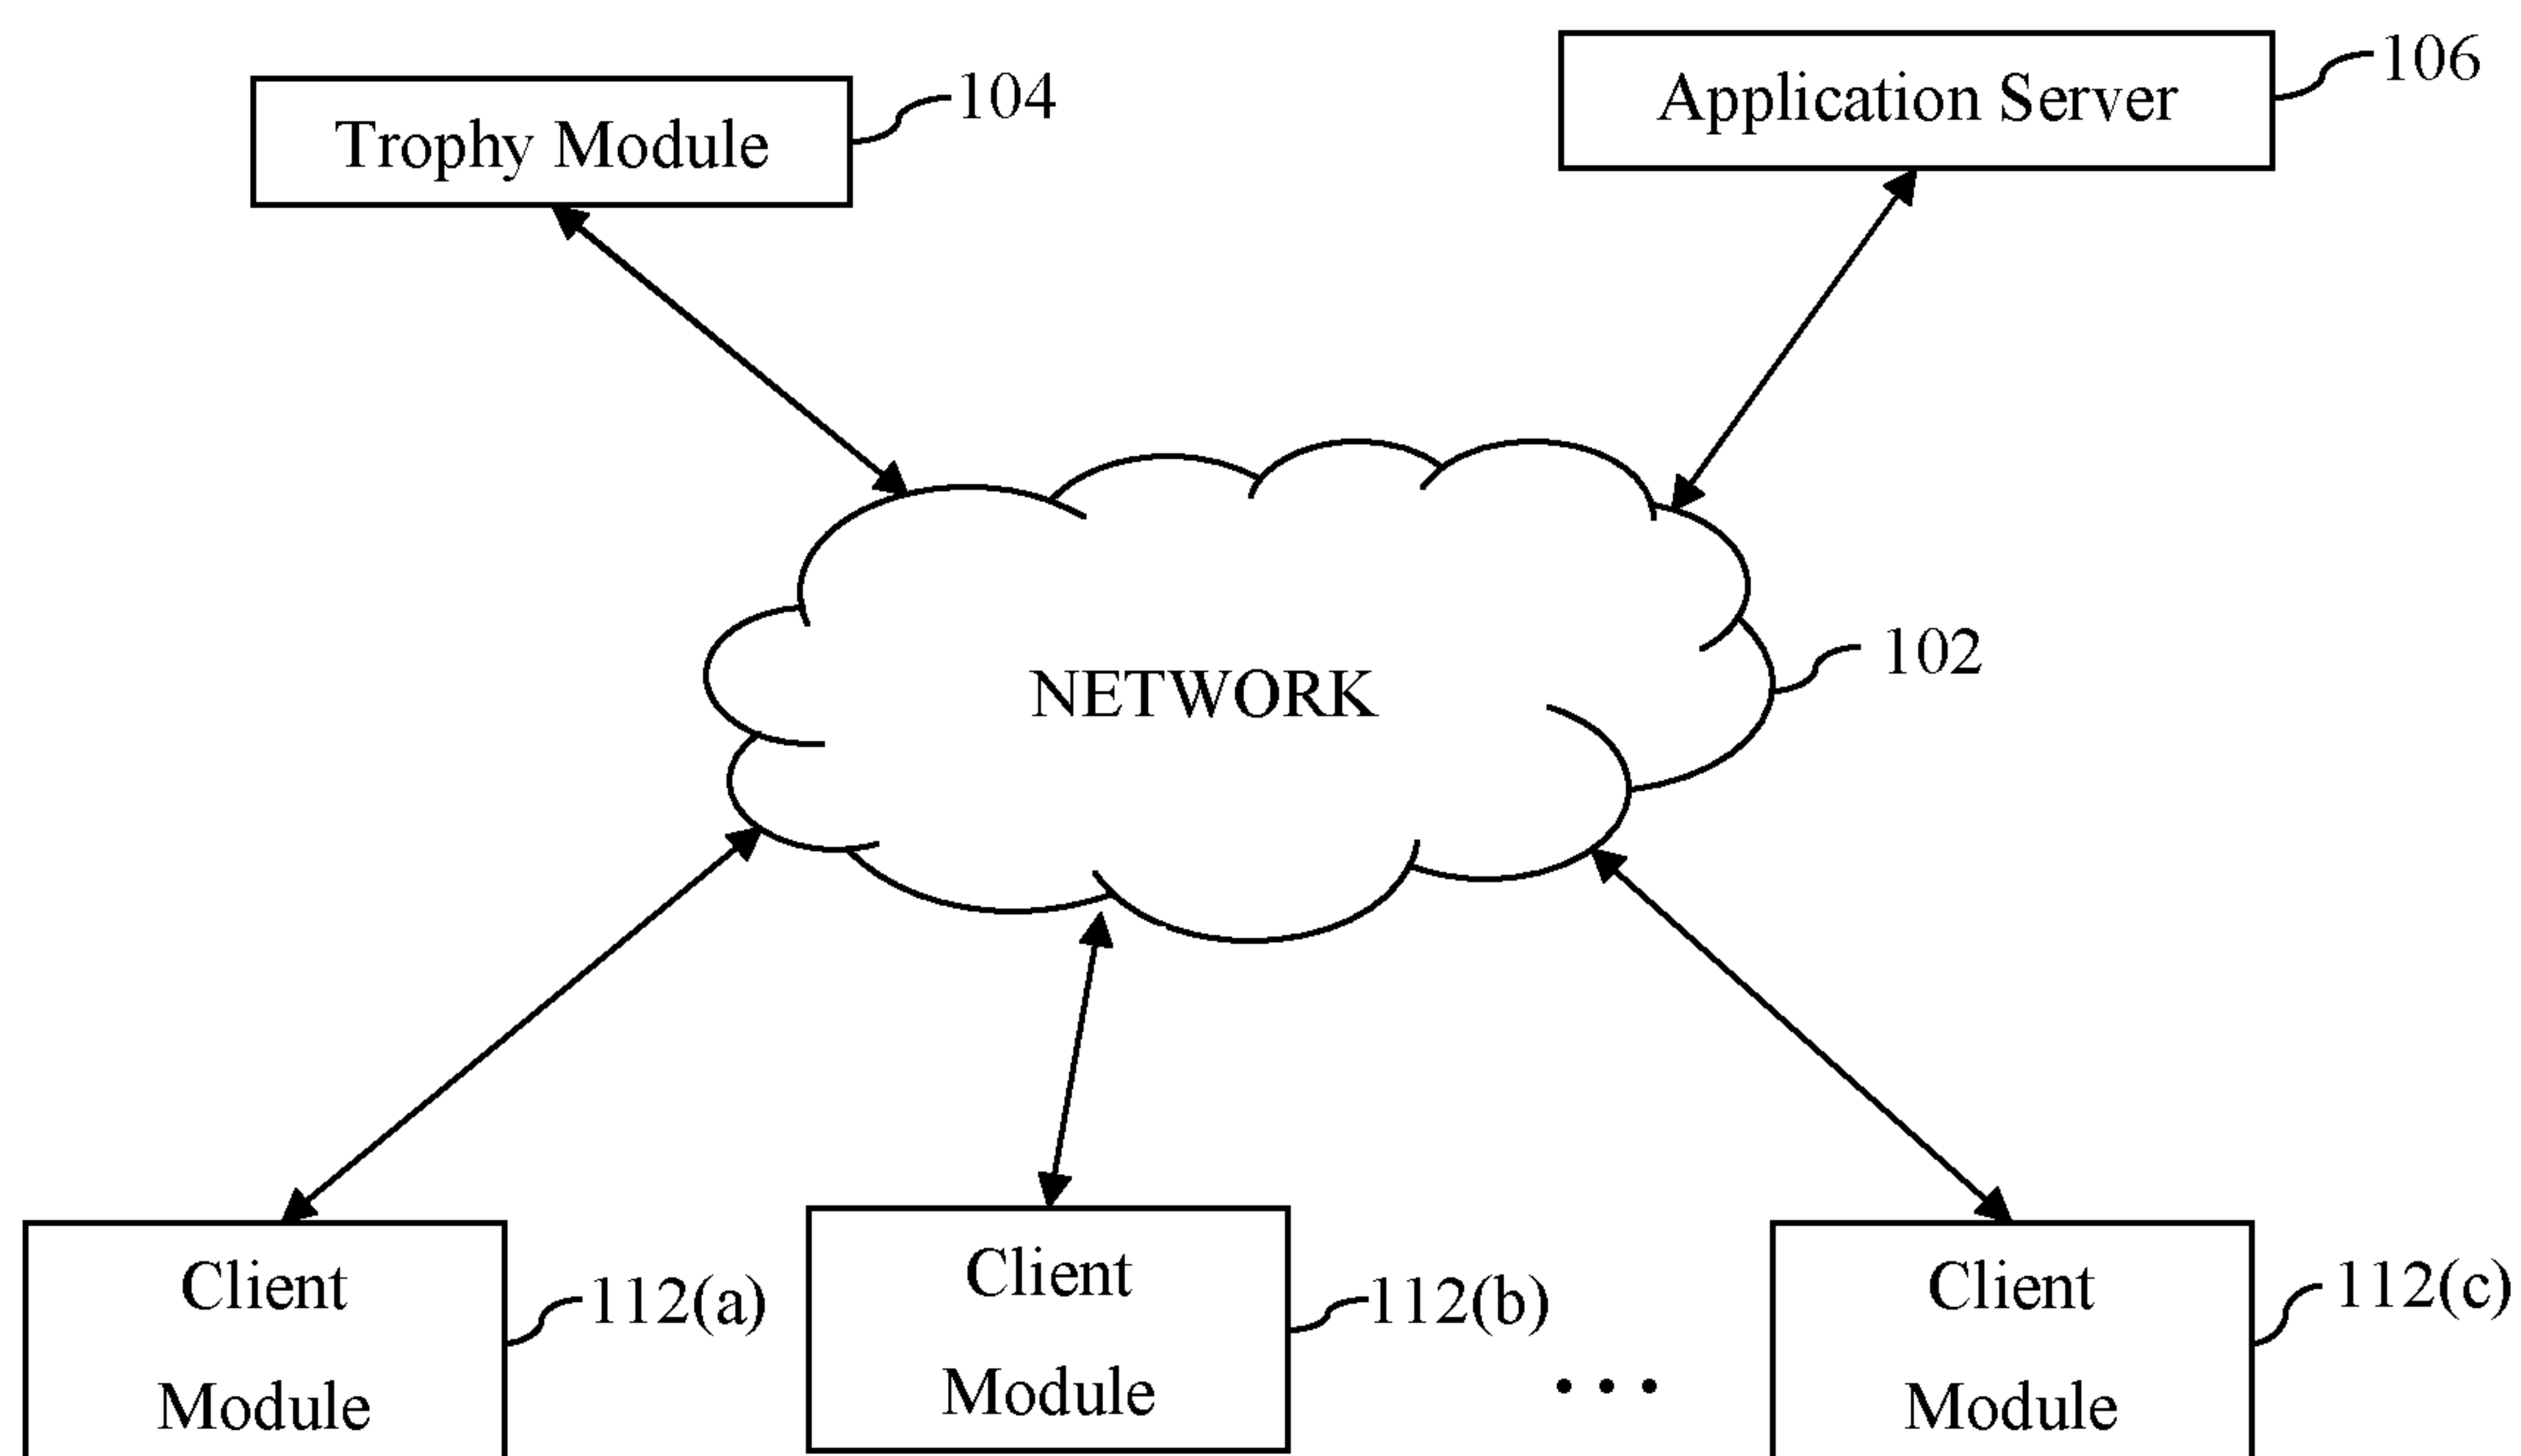 106
Application Server
104
Trophy Module
102
NETWORK
Client
Module
112(a)
Client
Module
112(b)
...
Client
Module
112(c)